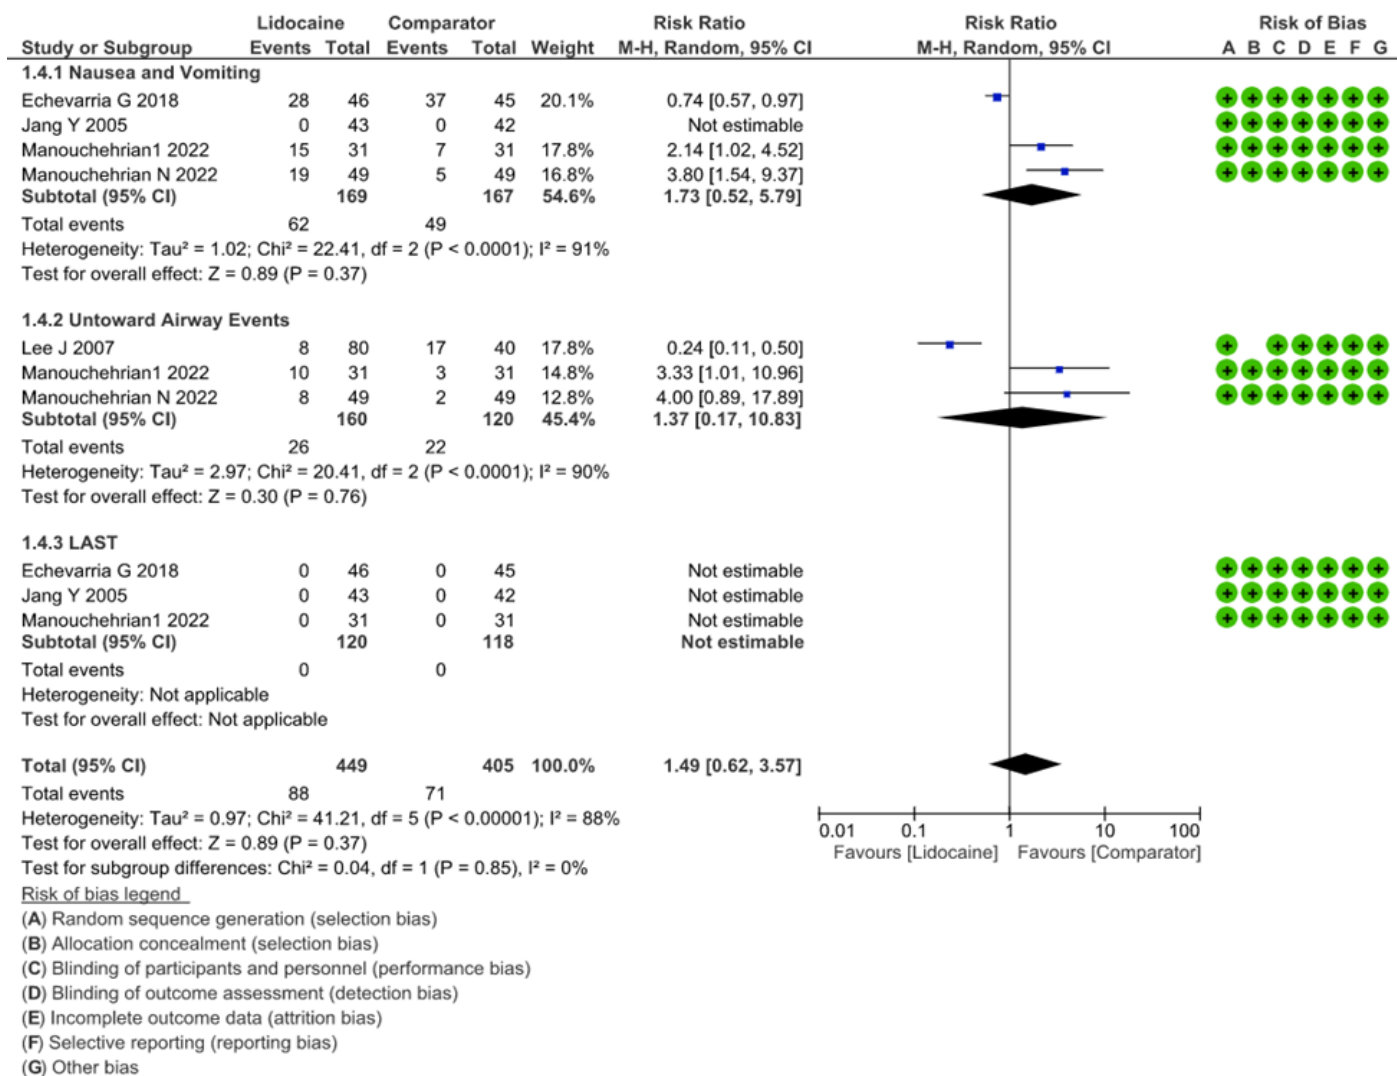 Lidocaine Comparator Risk Ratio Risk Ratio Risk of Bias
Study or Subgroup Events Total Events Total Weight M-H, Random, 95% CI M-H, Random, 95% CI A B C D E F G
1.4.1 Nausea and Vomiting
Echevarria G 2018 28 46 37 45 20.1% 0.74 [0.57, 0.97] + + + + + + +
Jang Y 2005 0 43 0 42 Not estimable + + + + + + +
Manouchehrian1 2022 15 31 7 31 17.8% 2.14 [1.02, 4.52] + + + + + + +
Manouchehrian N 2022 19 49 5 49 16.8% 3.80 [1.54, 9.37] + + + + + + +
Subtotal (95% CI) 169 167 54.6% 1.73 [0.52, 5.79]
Total events 62 49
Heterogeneity: Tau² = 1.02; Chi² = 22.41, df = 2 (P < 0.0001); I² = 91%
Test for overall effect: Z = 0.89 (P = 0.37)
1.4.2 Untoward Airway Events
Lee J 2007 8 80 17 40 17.8% 0.24 [0.11, 0.50] + + + + + +
Manouchehrian1 2022 10 31 3 31 14.8% 3.33 [1.01, 10.96] + + + + + + +
Manouchehrian N 2022 8 49 2 49 12.8% 4.00 [0.89, 17.89] + + + + + + +
Subtotal (95% CI) 160 120 45.4% 1.37 [0.17, 10.83]
Total events 26 22
Heterogeneity: Tau² = 2.97; Chi² = 20.41, df = 2 (P < 0.0001); I² = 90%
Test for overall effect: Z = 0.30 (P = 0.76)
1.4.3 LAST
Echevarria G 2018 0 46 0 45 Not estimable + + + + + + +
Jang Y 2005 0 43 0 42 Not estimable + + + + + + +
Manouchehrian1 2022 0 31 0 31 Not estimable + + + + + + +
Subtotal (95% CI) 120 118 Not estimable
Total events 0 0
Heterogeneity: Not applicable
Test for overall effect: Not applicable
Total (95% CI) 449 405 100.0% 1.49 [0.62, 3.57]
Total events 88 71
Heterogeneity: Tau² = 0.97; Chi² = 41.21, df = 5 (P < 0.00001); I² = 88%
Test for overall effect: Z = 0.89 (P = 0.37)
Test for subgroup differences: Chi² = 0.04, df = 1 (P = 0.85), I² = 0%
0.01 0.1 1 10 100
Favours [Lidocaine] Favours [Comparator]
Risk of bias legend
(A) Random sequence generation (selection bias)
(B) Allocation concealment (selection bias)
(C) Blinding of participants and personnel (performance bias)
(D) Blinding of outcome assessment (detection bias)
(E) Incomplete outcome data (attrition bias)
(F) Selective reporting (reporting bias)
(G) Other bias